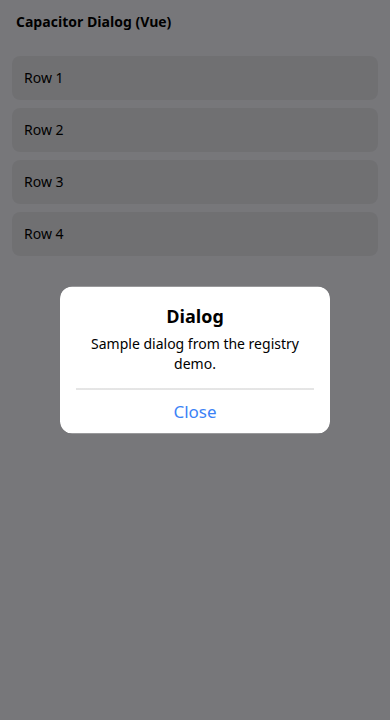 Capacitor Dialog (Vue)
Row 1
Row 2
Row 3
Row 4
Dialog
Sample dialog from the registry
demo.
Close